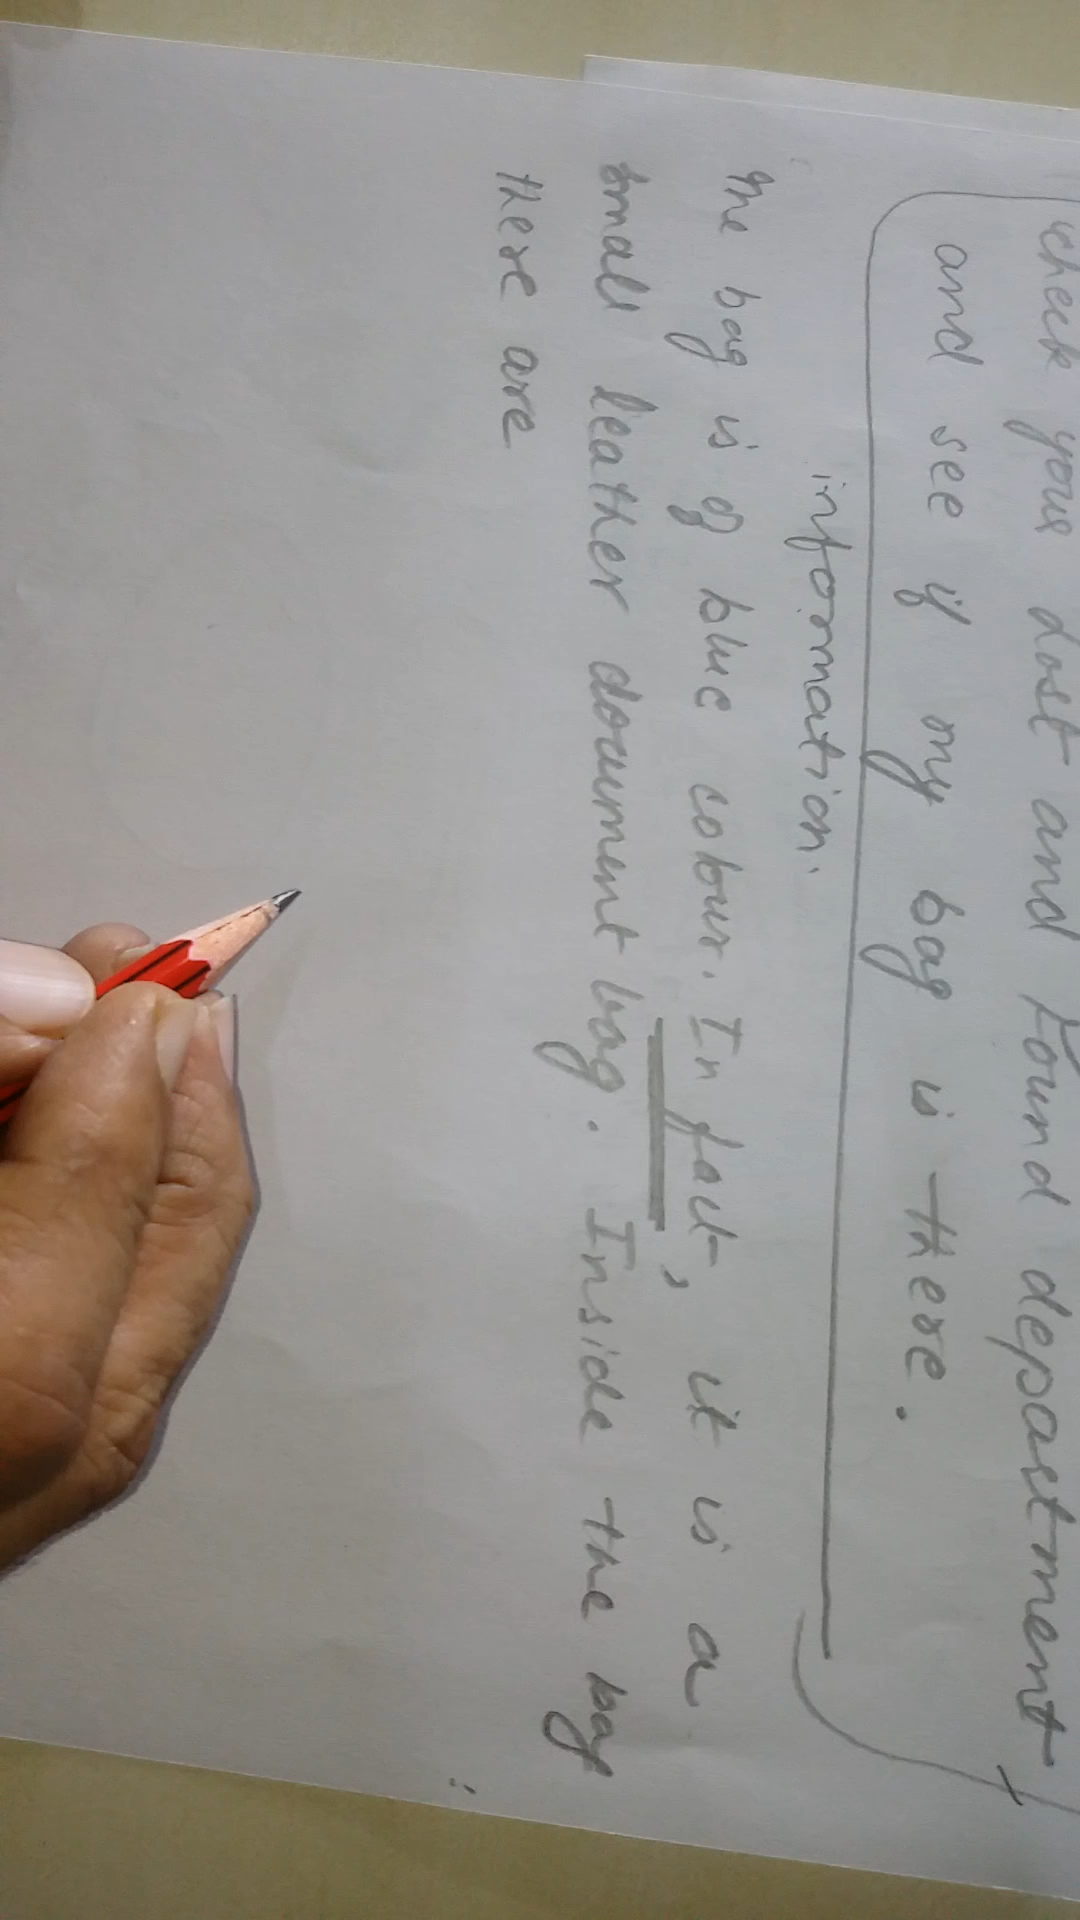 check your Lost and Found department
and see if my bag is there.
information.
The bag is of blue colour. In fact, it is a
small leather document bag. Inside the bag
there are